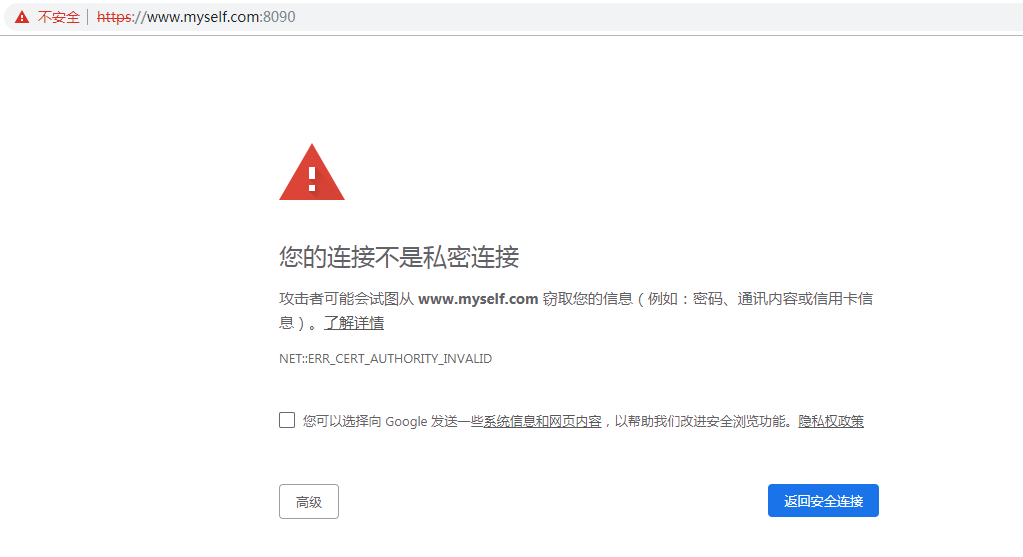 不安全 https://www.myself.com:8090
您的连接不是私密连接
攻击者可能会试图从 www.myself.com 窃取您的信息（例如：密码、通讯内容或信用卡信
息）。了解详情
NET::ERR_CERT_AUTHORITY_INVALID
您可以选择向 Google 发送一些系统信息和网页内容，以帮助我们改进安全浏览功能。隐私权政策
高级
返回安全连接